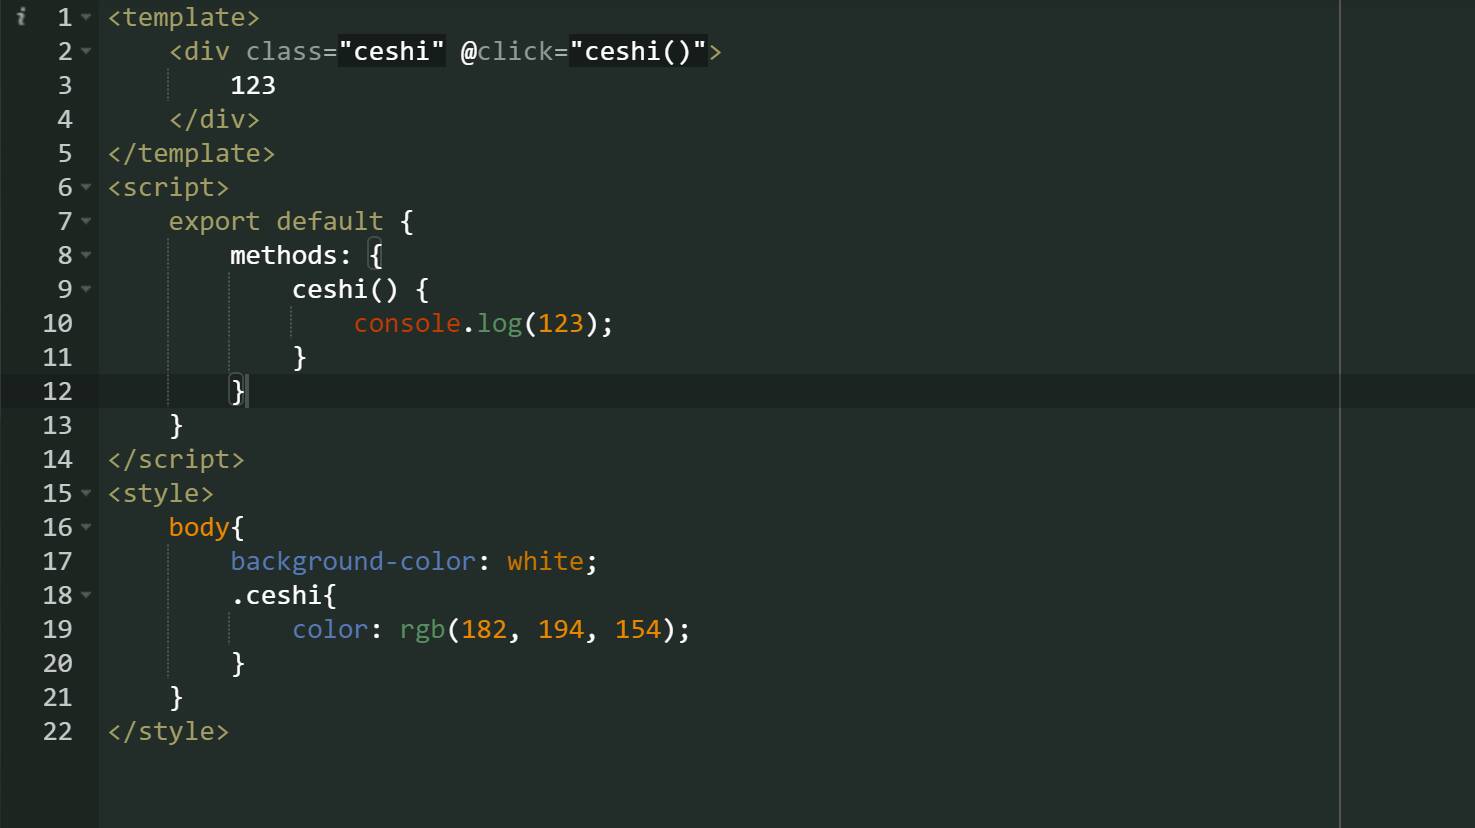 1 <template>
2     <div class="ceshi" @click="ceshi()">
3         123
4     </div>
5 </template>
6 <script>
7     export default {
8         methods: {
9             ceshi() {
10                 console.log(123);
11             }
12         }
13     }
14 </script>
15 <style>
16     body{
17         background-color: white;
18         .ceshi{
19             color: rgb(182, 194, 154);
20         }
21     }
22 </style>